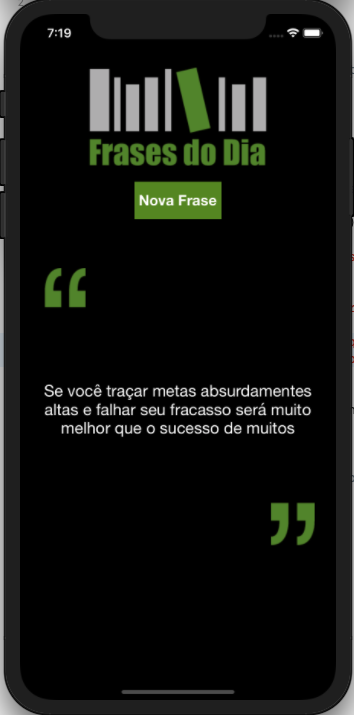 7:19
Frases do Dia
Nova Frase
“
Se você traçar metas absurdamente
altas e falhar seu fracasso será muito
melhor que o sucesso de muitos
”